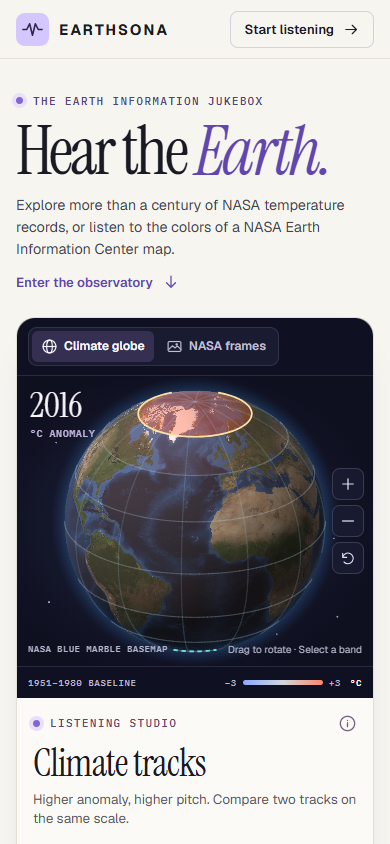 EARTHSONA
Start listening
THE EARTH INFORMATION JUKEBOX
Hear the Earth.
Explore more than a century of NASA temperature
records, or listen to the colors of a NASA Earth
Information Center map.
Enter the observatory
Climate globe
NASA frames
2016
°C ANOMALY
NASA BLUE MARBLE BASEMAP
Drag to rotate · Select a band
1951–1980 BASELINE
−3
+3
°C
LISTENING STUDIO
Climate tracks
Higher anomaly, higher pitch. Compare two tracks on
the same scale.